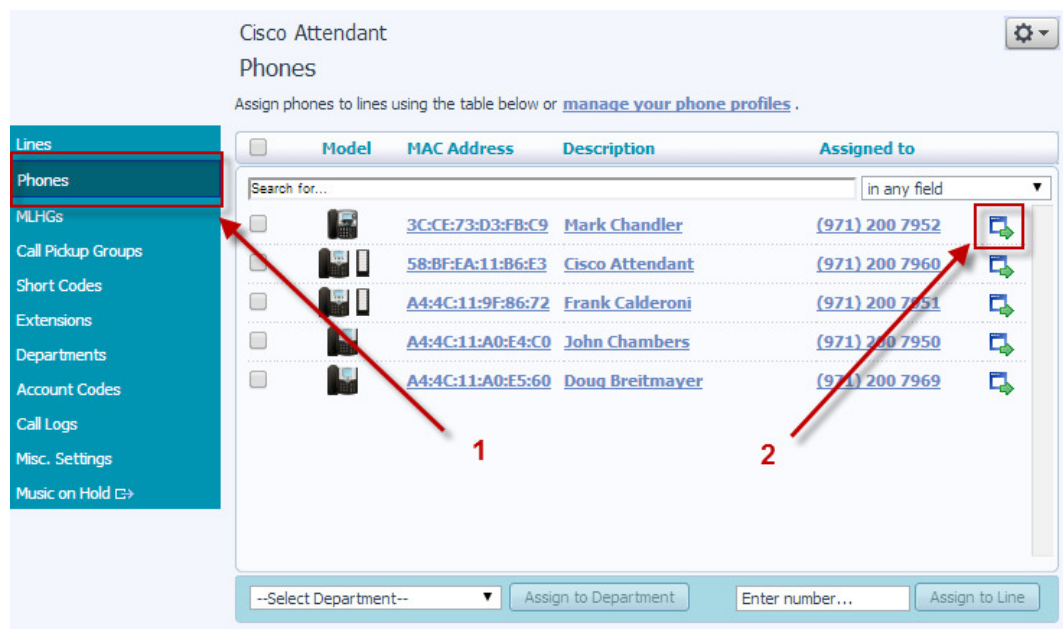 Cisco Attendant
Phones
Assign phones to lines using the table below or manage your phone profiles .
Lines
Phones
MLHGs
Call Pickup Groups
Short Codes
Extensions
Departments
Account Codes
Call Logs
Misc. Settings
Music on Hold
Model MAC Address Description Assigned to
Search for... in any field
3C:CE:73:D3:FB:C9 Mark Chandler (971) 200 7952
58:BF:EA:11:B6:E3 Cisco Attendant (971) 200 7960
A4:4C:11:9F:86:72 Frank Calderoni (971) 200 7951
A4:4C:11:A0:E4:C0 John Chambers (971) 200 7950
A4:4C:11:A0:E5:60 Doug Breitmayer (971) 200 7969
1
2
--Select Department-- Assign to Department Enter number... Assign to Line